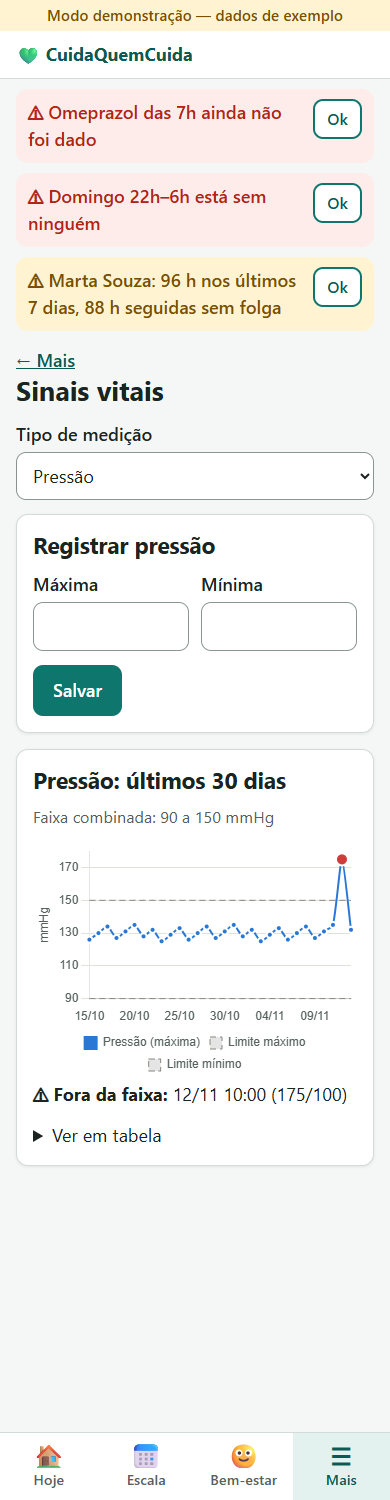 Modo demonstração — dados de exemplo
💚 CuidaQuemCuida
⚠ Omeprazol das 7h ainda não
foi dado
Ok
⚠ Domingo 22h–6h está sem
ninguém
Ok
⚠ Marta Souza: 96 h nos últimos
7 dias, 88 h seguidas sem folga
Ok
← Mais
Sinais vitais
Tipo de medição
Pressão
Registrar pressão
Máxima Mínima
Salvar
Pressão: últimos 30 dias
Faixa combinada: 90 a 150 mmHg
mmHg
170
150
130
110
90
15/10 20/10 25/10 30/10 04/11 09/11
Pressão (máxima) Limite máximo
Limite mínimo
⚠ Fora da faixa: 12/11 10:00 (175/100)
▶ Ver em tabela
Hoje Escala Bem-estar Mais